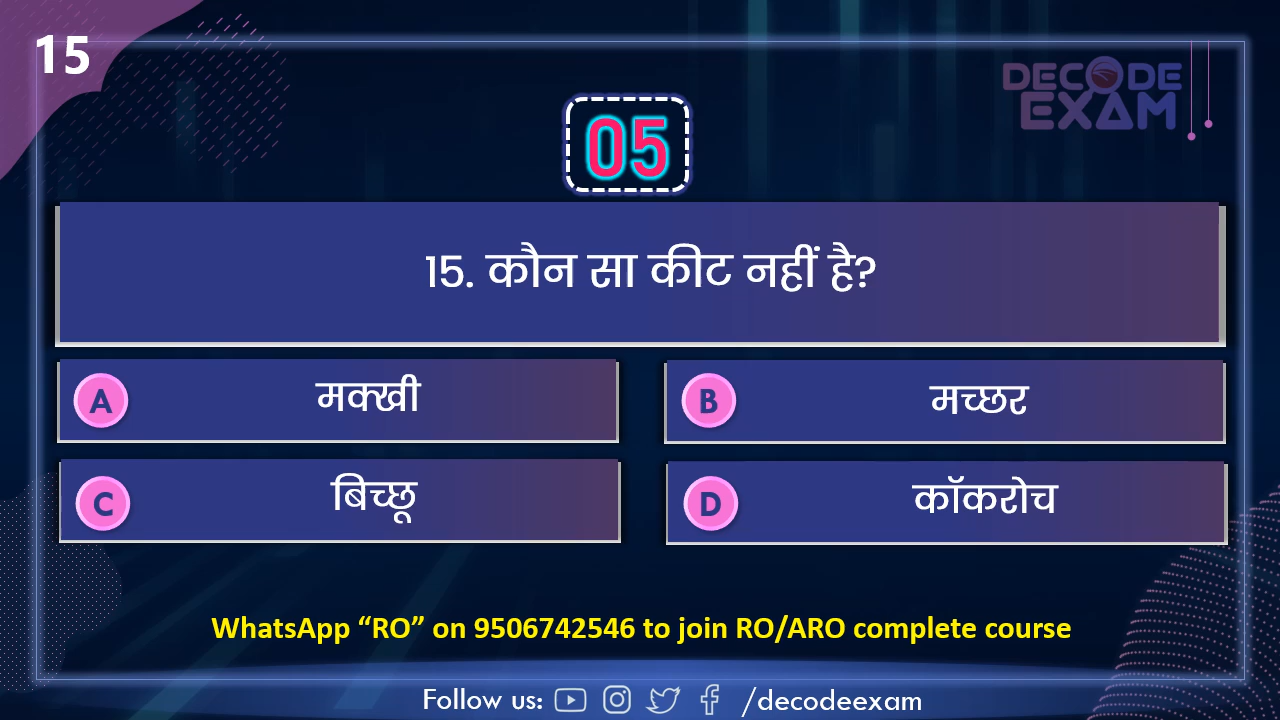 15
DECODE
EXAM
05
15. कौन सा कीट नहीं है?
A मक्खी
B मच्छर
C बिच्छू
D कॉकरोच
WhatsApp “RO” on 9506742546 to join RO/ARO complete course
Follow us: /decodeexam